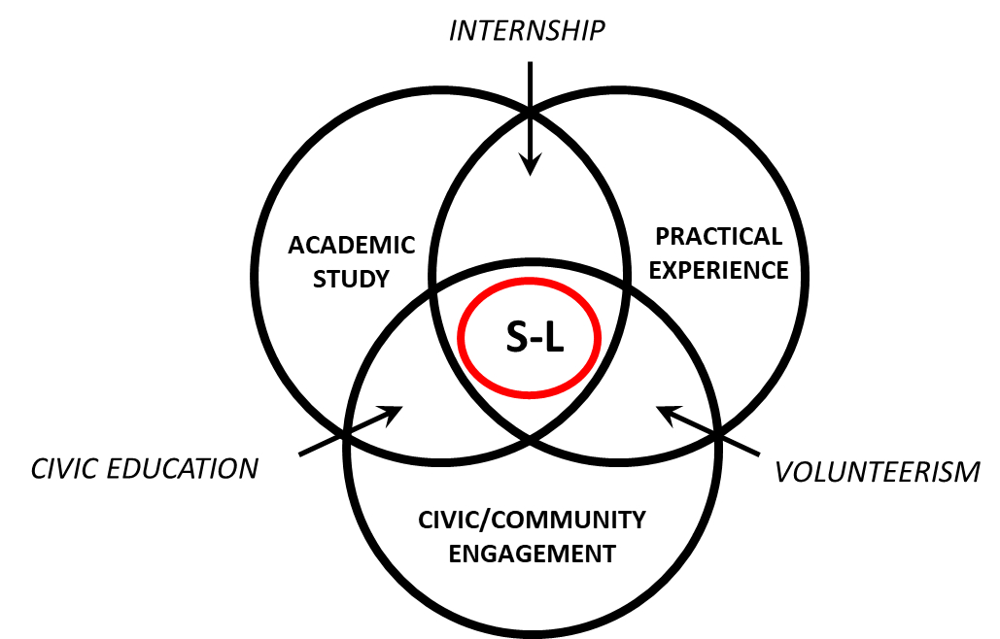 INTERNSHIP
ACADEMIC
STUDY
PRACTICAL
EXPERIENCE
S-L
CIVIC EDUCATION
VOLUNTEERISM
CIVIC/COMMUNITY
ENGAGEMENT